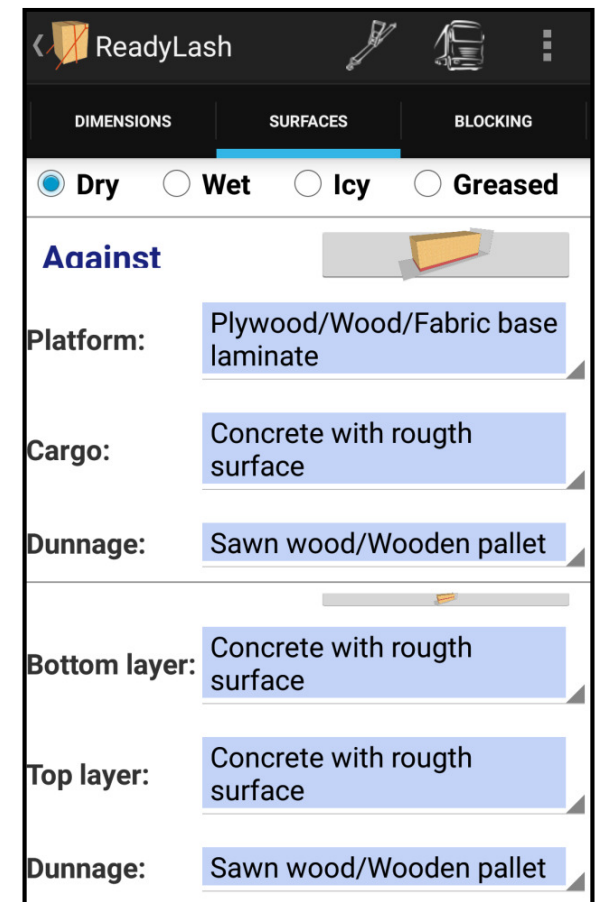 ReadyLash
DIMENSIONS SURFACES BLOCKING
Dry Wet Icy Greased
Against
Platform: Plywood/Wood/Fabric base
laminate
Cargo: Concrete with rougth
surface
Dunnage: Sawn wood/Wooden pallet
Bottom layer: Concrete with rougth
surface
Top layer: Concrete with rougth
surface
Dunnage: Sawn wood/Wooden pallet